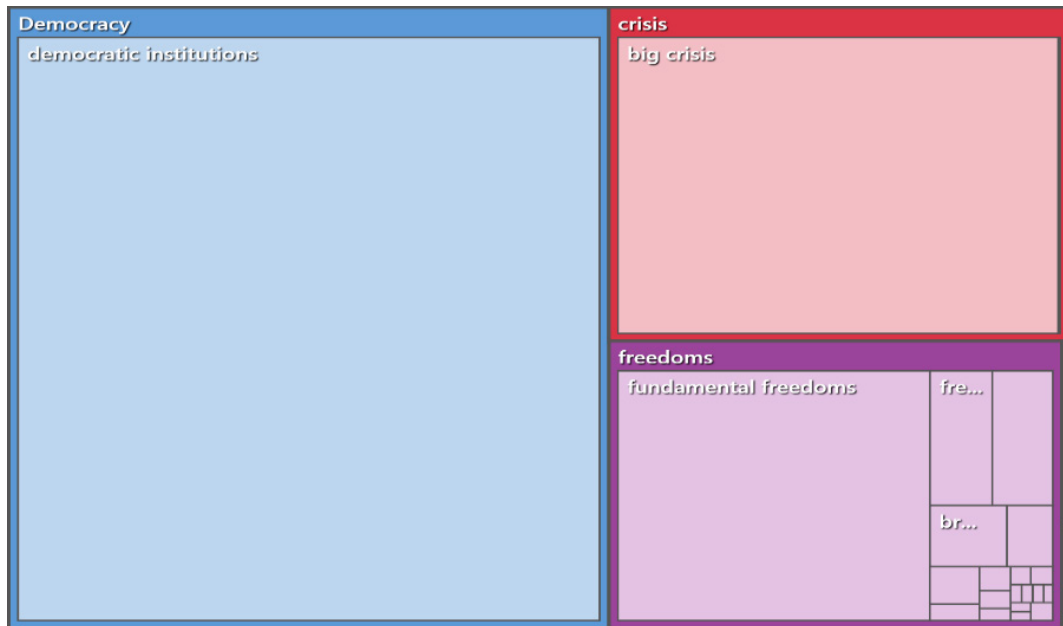 Democracy
democratic institutions
crisis
big crisis
freedoms
fundamental freedoms
fre...
br...